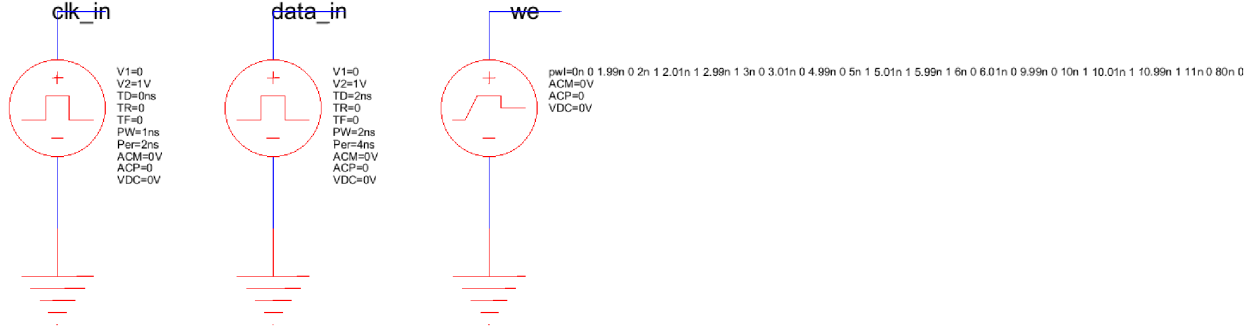 clk_in
data_in
we
+
V1=0
V2=1V
TD=0ns
TR=0
TF=0
PW=1ns
Per=2ns
ACM=0V
ACP=0
VDC=0V
+
V1=0
V2=1V
TD=2ns
TR=0
TF=0
PW=2ns
Per=4ns
ACM=0V
ACP=0
VDC=0V
+
pwl=0n 0 1.99n 0 2n 1 2.01n 1 2.99n 1 3n 0 3.01n 0 4.99n 0 5n 1 5.01n 1 5.99n 1 6n 0 6.01n 0 9.99n 0 10n 1 10.01n 1 10.99n 1 11n 0 80n 0
ACM=0V
ACP=0
VDC=0V